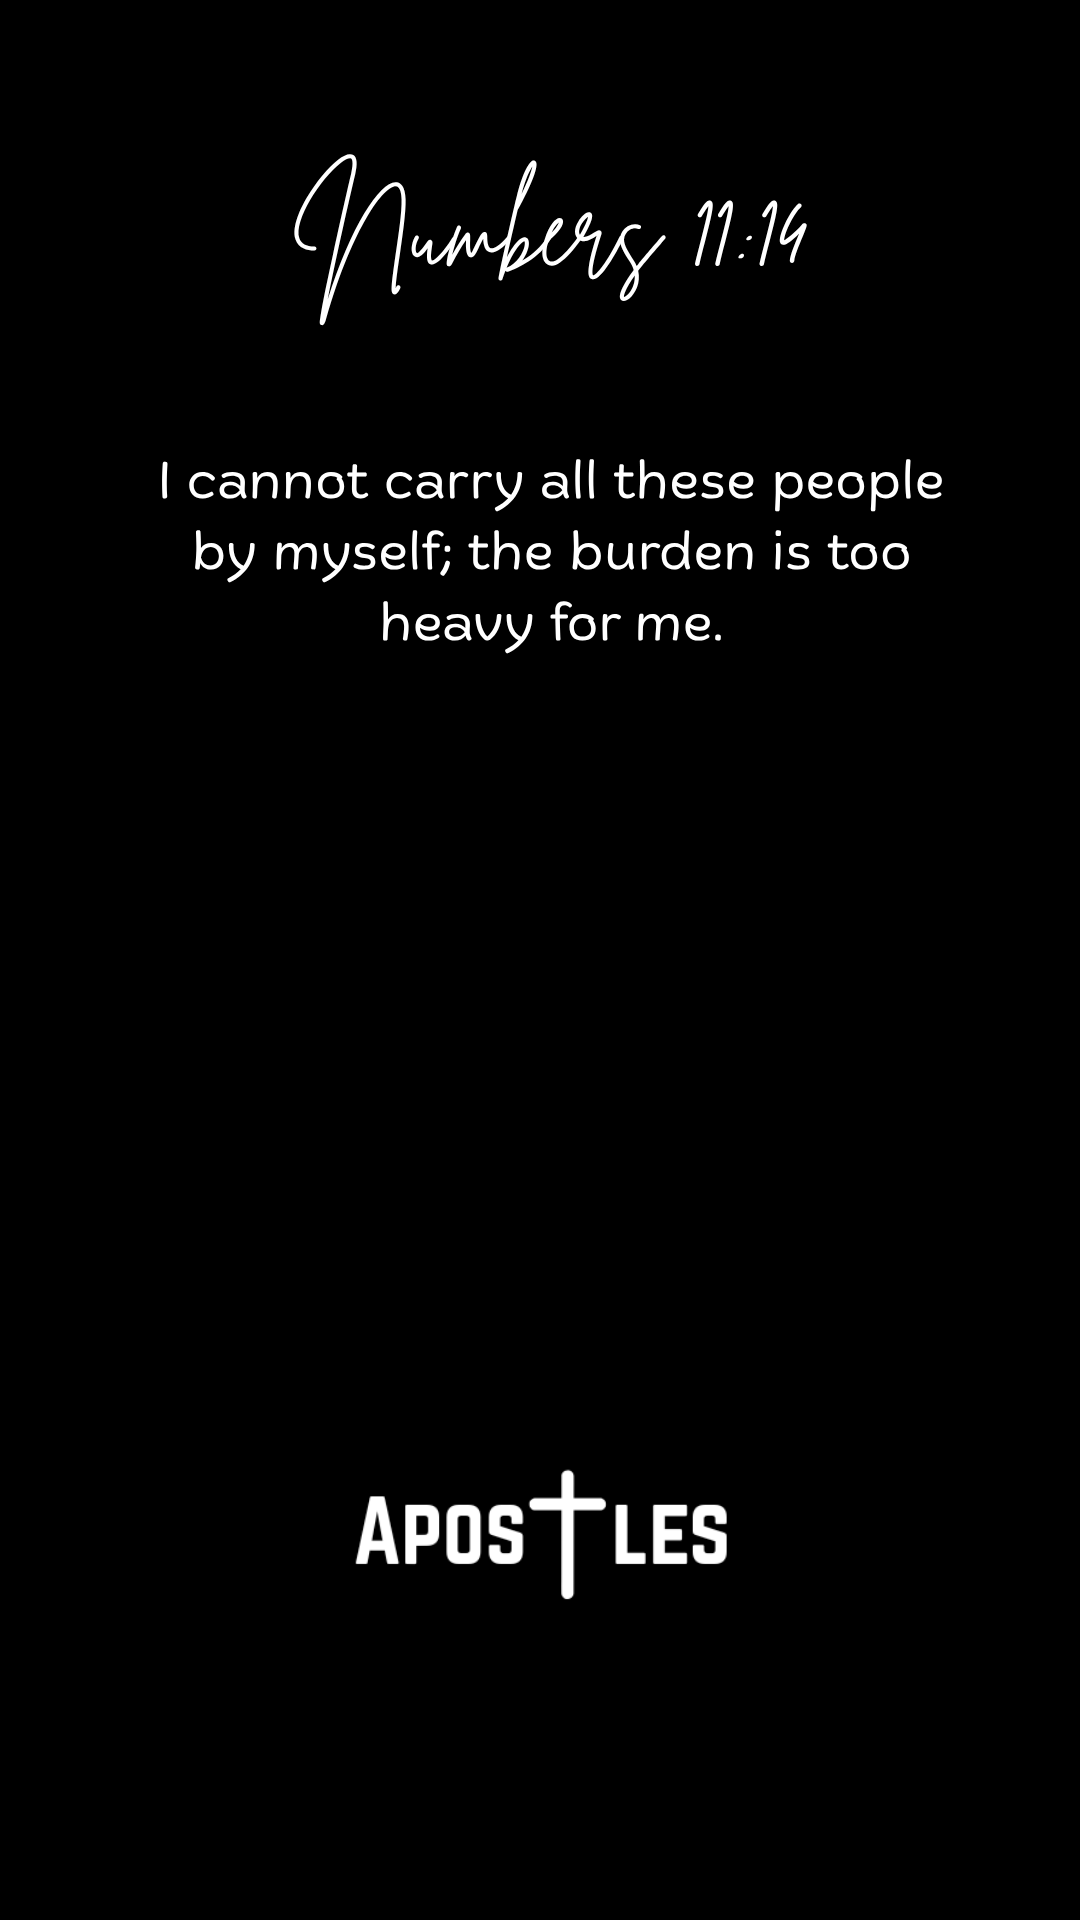 Numbers 11:14
I cannot carry all these people
by myself; the burden is too
heavy for me.
Apostles